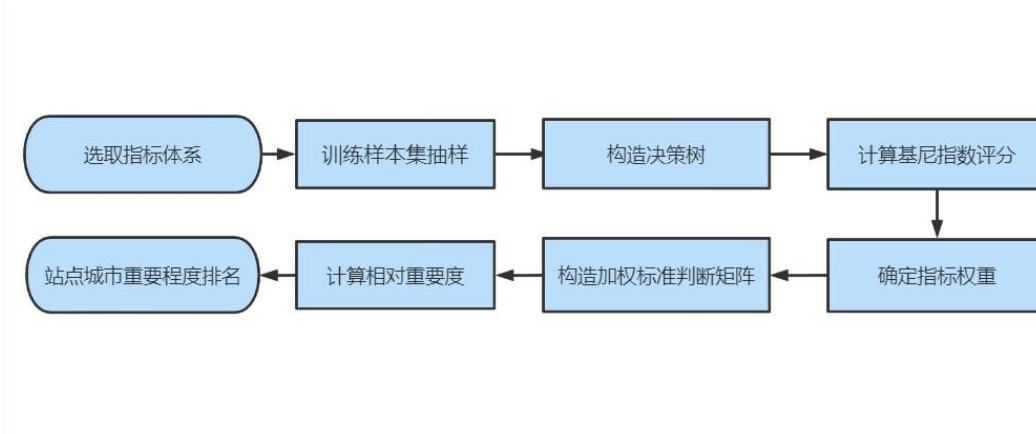 选取指标体系
训练样本集抽样
构造决策树
计算基尼指数评分
确定指标权重
构造加权标准判断矩阵
计算相对重要度
站点城市重要程度排名